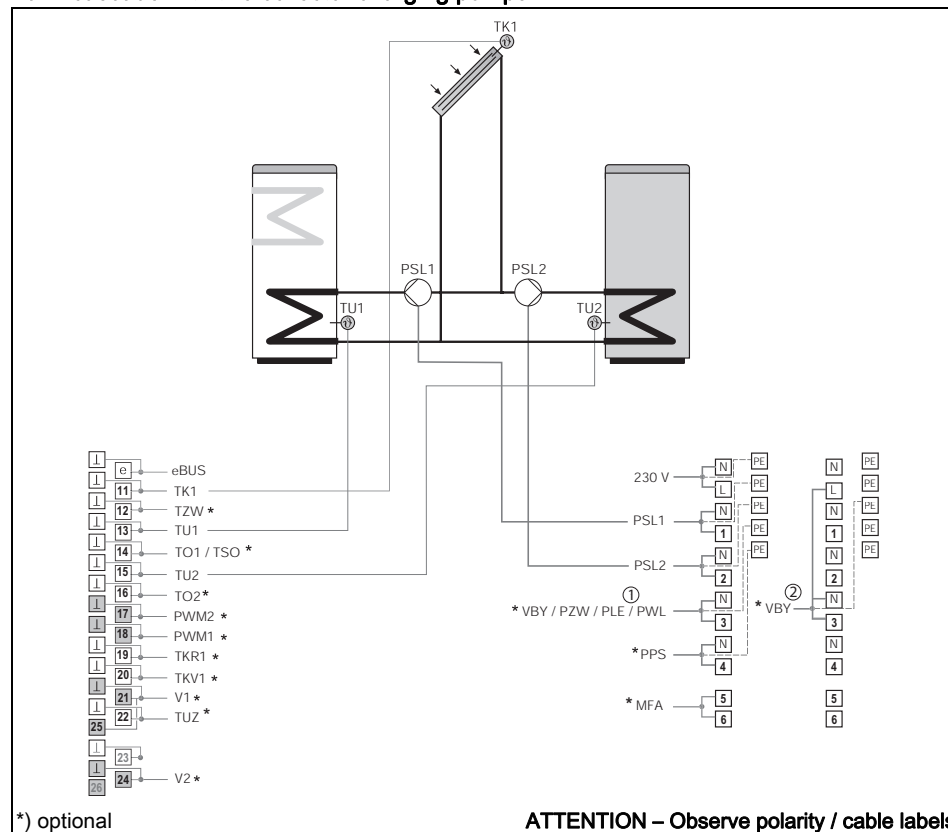 TK1
PSL1
PSL2
TU1
TU2
⊥
e eBUS
⊥
11 TK1
⊥
12 TZW *
⊥
13 TU1
⊥
14 TO1 / TSO *
⊥
15 TU2
⊥
16 TO2*
⊥
17 PWM2 *
⊥
18 PWM1 *
⊥
19 TKR1 *
⊥
20 TKV1 *
⊥
21 V1 *
⊥
22 TUZ *
25
⊥
23
⊥
24 V2 *
26
230 V N PE
L PE
PSL1 N PE
1 PE
PSL2 N PE
2
①
* VBY / PZW / PLE / PWL N
3
*PPS N
4
* MFA 5
6
N PE
L PE
N PE
1 PE
N PE
2
②
* VBY N
3
N
4
5
6
*) optional
ATTENTION – Observe polarity / cable labels